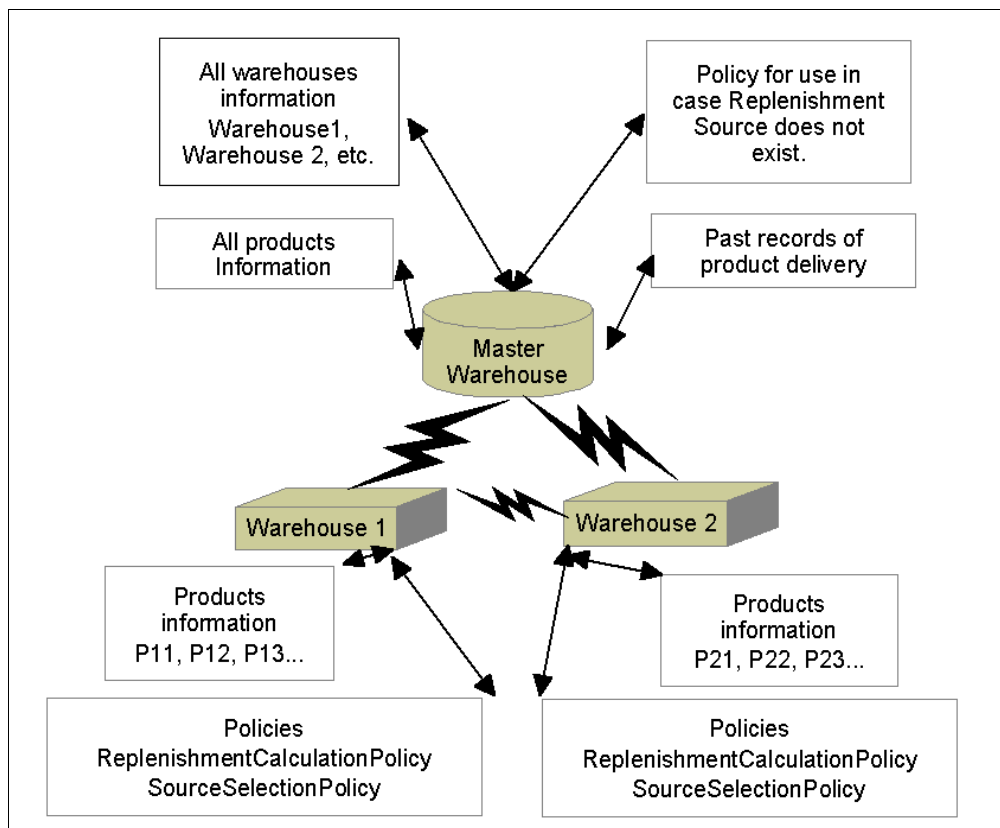 All warehouses
information
Warehouse1,
Warehouse 2, etc.
Policy for use in
case Replenishment
Source does not
exist.
All products
Information
Past records of
product delivery
Master
Warehouse
Warehouse 1
Warehouse 2
Products
information
P11, P12, P13...
Products
information
P21, P22, P23...
Policies
ReplenishmentCalculationPolicy
SourceSelectionPolicy
Policies
ReplenishmentCalculationPolicy
SourceSelectionPolicy